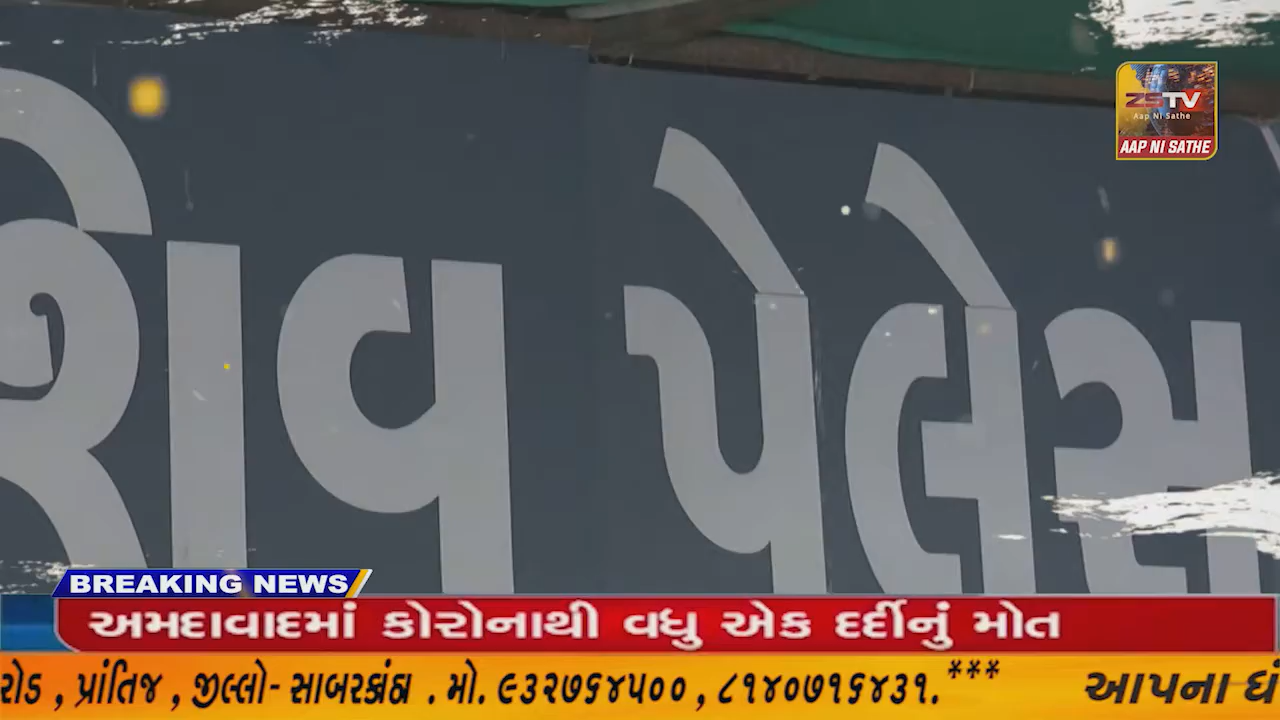 શિવ પેલેસ
ZSTV
Aap Ni Sathe
AAP NI SATHE
BREAKING NEWS
અમદાવાદમાં કોરોનાથી વધુ એક દર્દીનું મોત
રોડ , પ્રાંતિજ , જીલ્લો- સાબરકાંઠા . મો. ૯૩૨૭૬૪૫૦૦ , ૮૧૪૦૭૧૬૪૩૧.*** આપના ધં